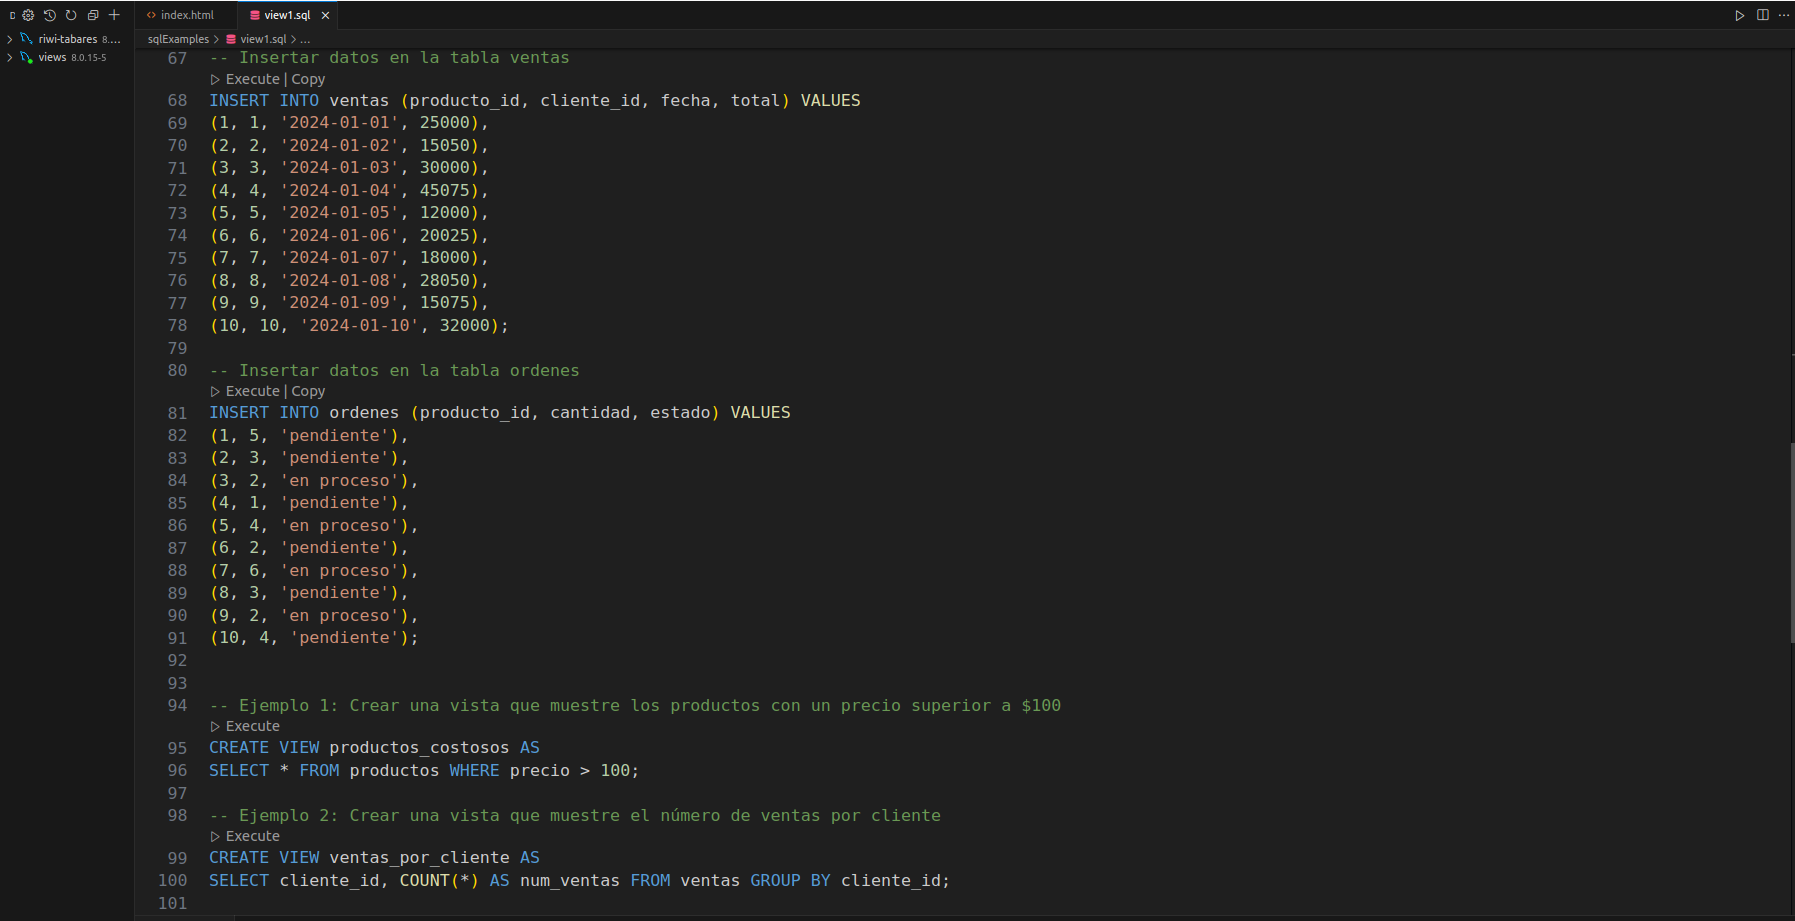 index.html
view1.sql
riwi-tabares 8....
views 8.0.15-5
sqlExamples > view1.sql > ...
67 -- Insertar datos en la tabla ventas
Execute | Copy
68 INSERT INTO ventas (producto_id, cliente_id, fecha, total) VALUES
69 (1, 1, '2024-01-01', 25000),
70 (2, 2, '2024-01-02', 15050),
71 (3, 3, '2024-01-03', 30000),
72 (4, 4, '2024-01-04', 45075),
73 (5, 5, '2024-01-05', 12000),
74 (6, 6, '2024-01-06', 20025),
75 (7, 7, '2024-01-07', 18000),
76 (8, 8, '2024-01-08', 28050),
77 (9, 9, '2024-01-09', 15075),
78 (10, 10, '2024-01-10', 32000);
79
80 -- Insertar datos en la tabla ordenes
Execute | Copy
81 INSERT INTO ordenes (producto_id, cantidad, estado) VALUES
82 (1, 5, 'pendiente'),
83 (2, 3, 'pendiente'),
84 (3, 2, 'en proceso'),
85 (4, 1, 'pendiente'),
86 (5, 4, 'en proceso'),
87 (6, 2, 'pendiente'),
88 (7, 6, 'en proceso'),
89 (8, 3, 'pendiente'),
90 (9, 2, 'en proceso'),
91 (10, 4, 'pendiente');
92
93
94 -- Ejemplo 1: Crear una vista que muestre los productos con un precio superior a $100
Execute
95 CREATE VIEW productos_costosos AS
96 SELECT * FROM productos WHERE precio > 100;
97
98 -- Ejemplo 2: Crear una vista que muestre el número de ventas por cliente
Execute
99 CREATE VIEW ventas_por_cliente AS
100 SELECT cliente_id, COUNT(*) AS num_ventas FROM ventas GROUP BY cliente_id;
101